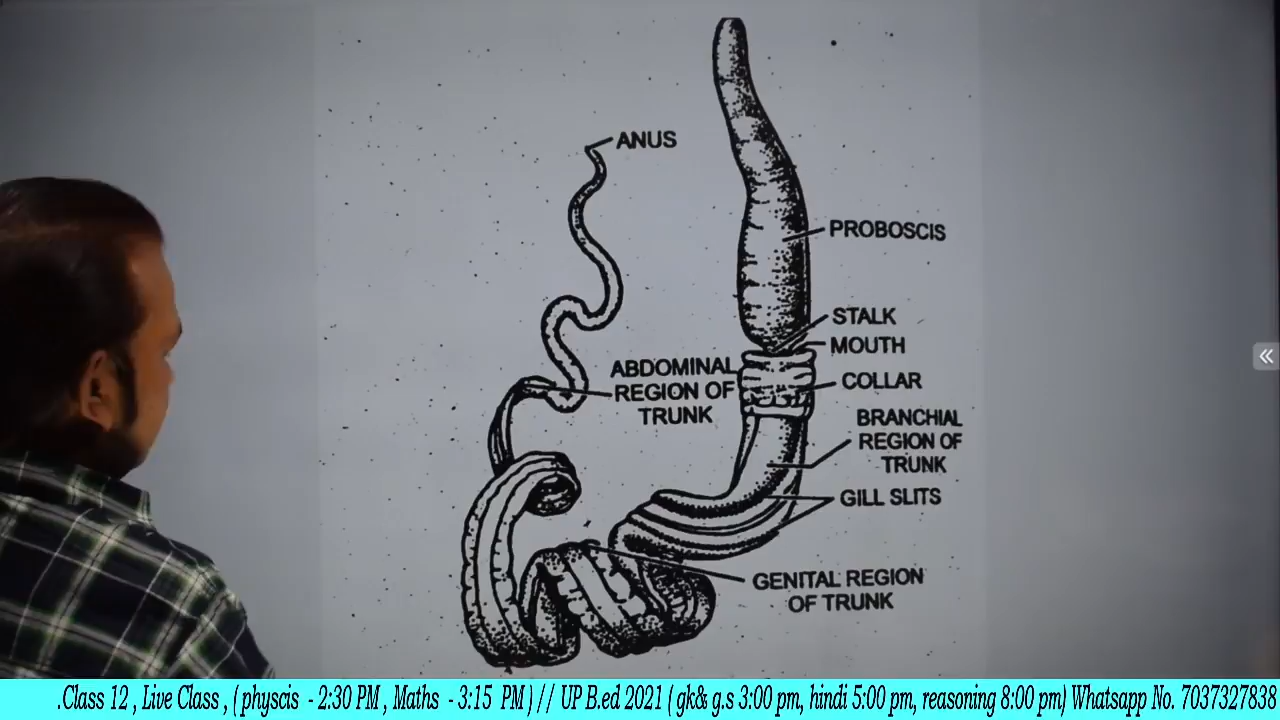 ANUS
PROBOSCIS
STALK
MOUTH
ABDOMINAL
REGION OF
TRUNK
COLLAR
BRANCHIAL
REGION OF
TRUNK
GILL SLITS
GENITAL REGION
OF TRUNK
.Class 12 , Live Class , ( physcis - 2:30 PM , Maths - 3:15 PM ) // UP B.ed 2021 ( gk& g.s 3:00 pm, hindi 5:00 pm, reasoning 8:00 pm) Whatsapp No. 7037327838